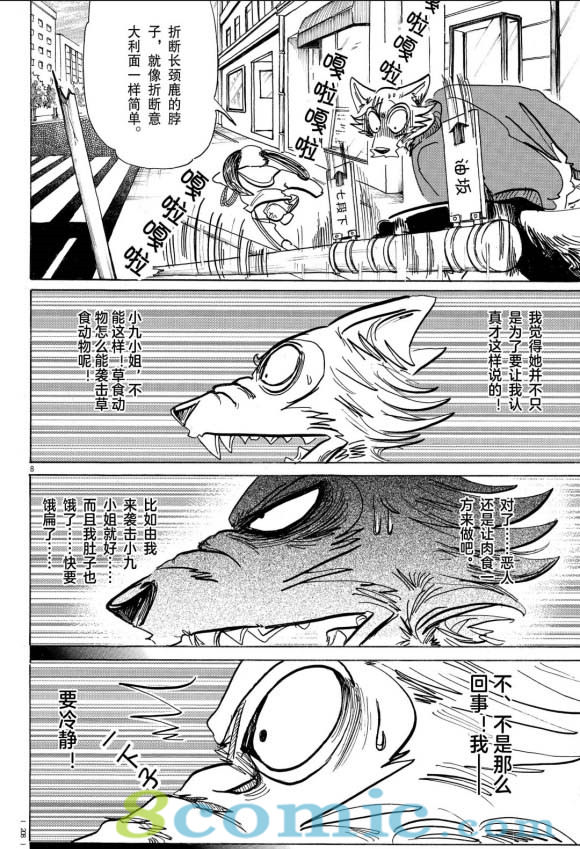 折断长颈鹿的脖
子，就像折断意
大利面一样简单。
嘎啦
嘎啦
嘎啦
嘎啦嘎啦
油坂
七段下
我觉得她并不只
是为了要让我认
真才这样说的！
小九小姐，不
能这样！草食动
物怎么能袭击草
食动物呢！
8
对了……恶人
还是让肉食一
方来做吧。
比如由我
来袭击小九
小姐就好……
而且我肚子也
饿了……快要
饿扁了……
不、不是那么
回事！我——
要冷静！
一下子
8comic.com
28